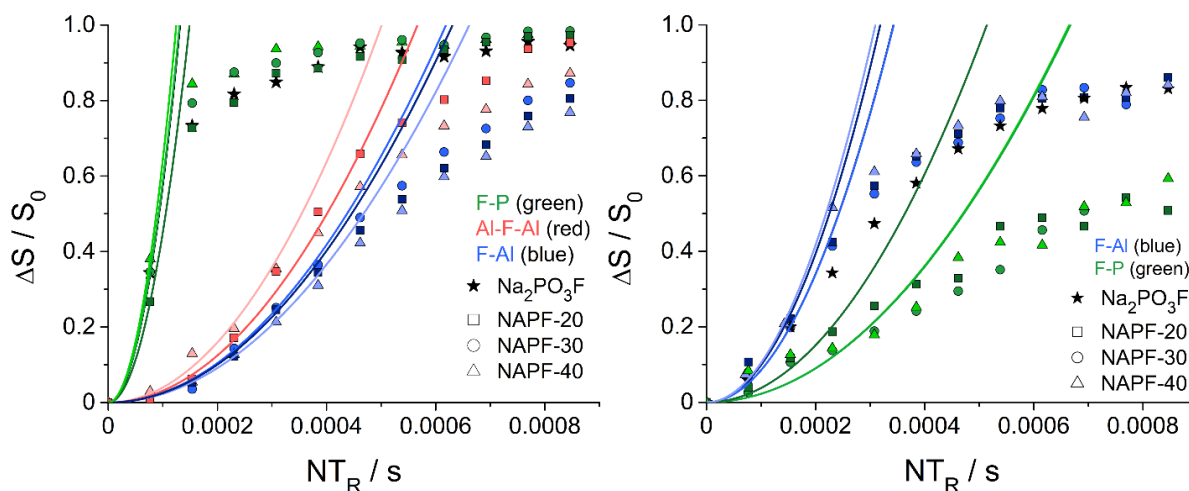 1.0
0.8
0.6
0.4
0.2
0
ΔS / S0
F-P (green)
Al-F-Al (red)
F-Al (blue)
Na2PO3F
NAPF-20
NAPF-30
NAPF-40
0 0.0002 0.0004 0.0006 0.0008
NTR / s
1.0
0.8
0.6
0.4
0.2
0
ΔS / S0
F-Al (blue)
F-P (green)
Na2PO3F
NAPF-20
NAPF-30
NAPF-40
0 0.0002 0.0004 0.0006 0.0008
NTR / s